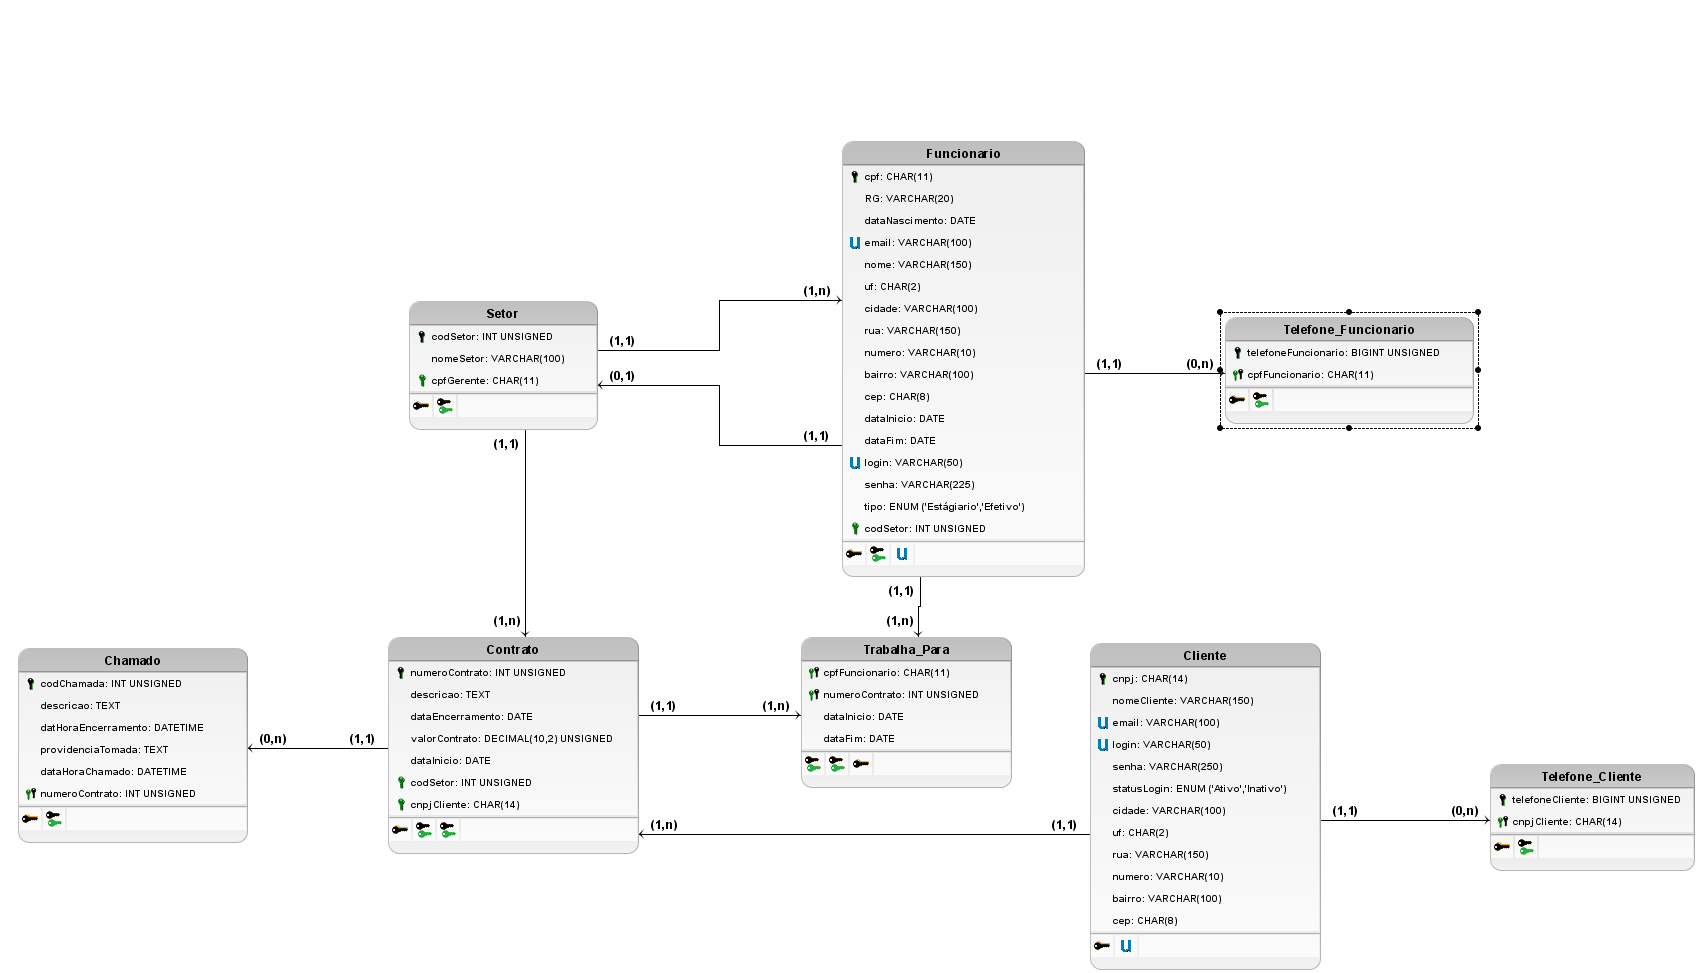 Funcionario
cpf: CHAR(11)
RG: VARCHAR(20)
dataNascimento: DATE
email: VARCHAR(100)
nome: VARCHAR(150)
uf: CHAR(2)
cidade: VARCHAR(100)
rua: VARCHAR(150)
numero: VARCHAR(10)
bairro: VARCHAR(100)
cep: CHAR(8)
dataInicio: DATE
dataFim: DATE
login: VARCHAR(50)
senha: VARCHAR(225)
tipo: ENUM ('Estágiario','Efetivo')
codSetor: INT UNSIGNED
Setor
codSetor: INT UNSIGNED
nomeSetor: VARCHAR(100)
cpfGerente: CHAR(11)
(1,1)
(1,n)
(0,1)
(1,1)
Telefone_Funcionario
telefoneFuncionario: BIGINT UNSIGNED
cpfFuncionario: CHAR(11)
(1,1)
(0,n)
(1,1)
(1,n)
(1,1)
(1,n)
Chamado
codChamada: INT UNSIGNED
descricao: TEXT
datHoraEncerramento: DATETIME
providenciaTomada: TEXT
dataHoraChamado: DATETIME
numeroContrato: INT UNSIGNED
(0,n)
(1,1)
Contrato
numeroContrato: INT UNSIGNED
descricao: TEXT
dataEncerramento: DATE
valorContrato: DECIMAL(10,2) UNSIGNED
dataInicio: DATE
codSetor: INT UNSIGNED
cnpjCliente: CHAR(14)
(1,1)
(1,n)
Trabalha_Para
cpfFuncionario: CHAR(11)
numeroContrato: INT UNSIGNED
dataInicio: DATE
dataFim: DATE
(1,n)
(1,1)
Cliente
cnpj: CHAR(14)
nomeCliente: VARCHAR(150)
email: VARCHAR(100)
login: VARCHAR(50)
senha: VARCHAR(250)
statusLogin: ENUM ('Ativo','Inativo')
cidade: VARCHAR(100)
uf: CHAR(2)
rua: VARCHAR(150)
numero: VARCHAR(10)
bairro: VARCHAR(100)
cep: CHAR(8)
(1,1)
(0,n)
Telefone_Cliente
telefoneCliente: BIGINT UNSIGNED
cnpjCliente: CHAR(14)